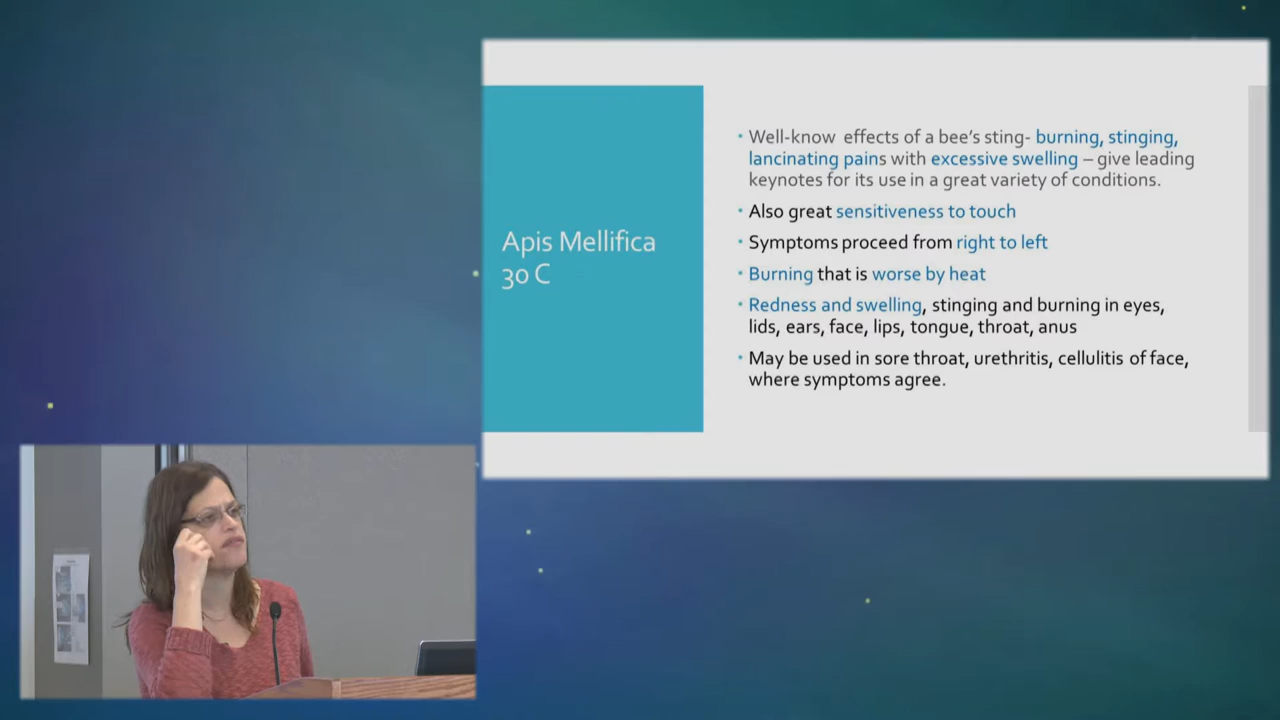 Apis Mellifica
30 C
• Well-know effects of a bee's sting- burning, stinging,
lancinating pains with excessive swelling – give leading
keynotes for its use in a great variety of conditions.
• Also great sensitiveness to touch
• Symptoms proceed from right to left
• Burning that is worse by heat
• Redness and swelling, stinging and burning in eyes,
lids, ears, face, lips, tongue, throat, anus
• May be used in sore throat, urethritis, cellulitis of face,
where symptoms agree.